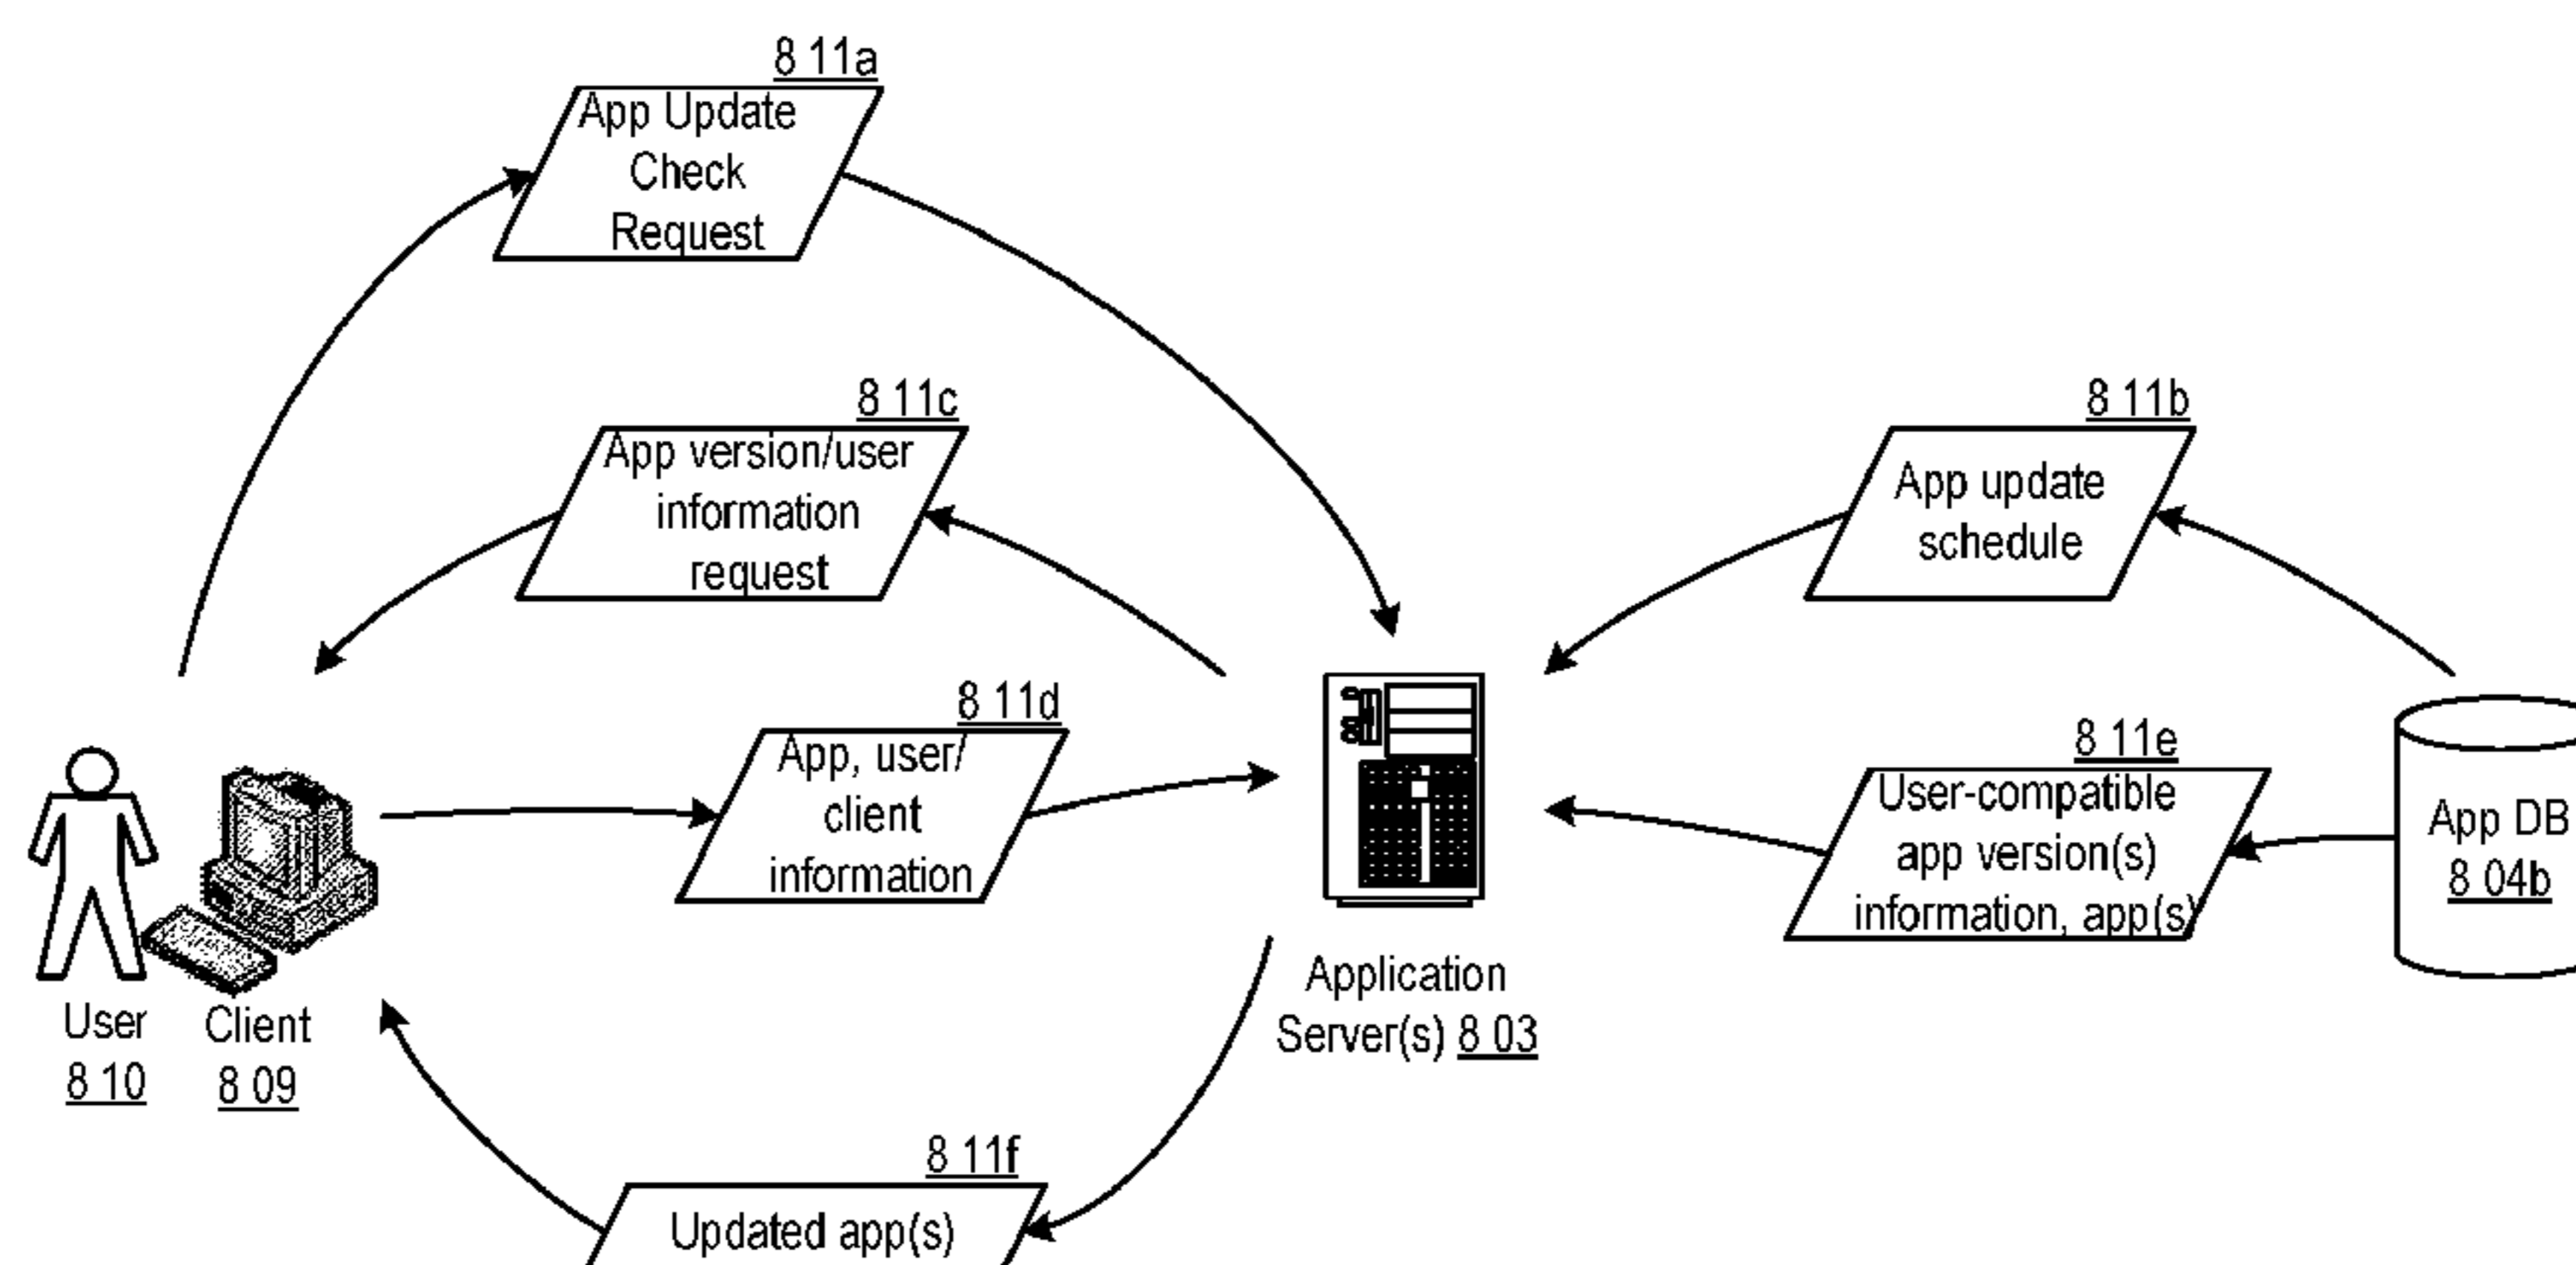 8 11a
App Update
Check
Request
8 11c
App version/user
information
request
8 11b
App update
schedule
8 11d
App, user/
client
information
8 11e
User-compatible
app version(s)
information, app(s)
App DB
8 04b
User
8 10
Client
8 09
Application
Server(s) 8 03
8 11f
Updated app(s)